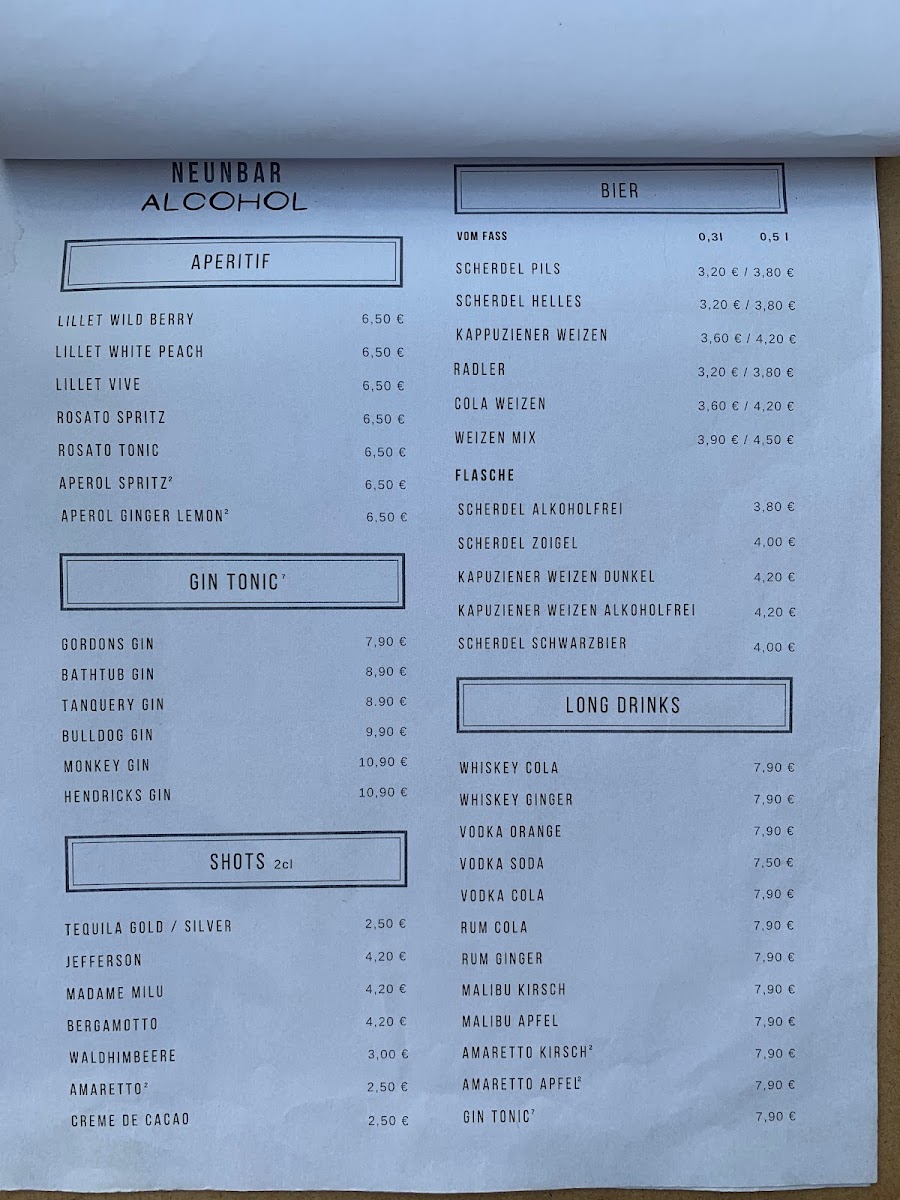 NEUNBAR
ALCOHOL
APERITIF
LILLET WILD BERRY 6,50 €
LILLET WHITE PEACH 6,50 €
LILLET VIVE 6,50 €
ROSATO SPRITZ 6,50 €
ROSATO TONIC 6,50 €
APEROL SPRITZ² 6,50 €
APEROL GINGER LEMON² 6,50 €
GIN TONIC⁷
GORDONS GIN 7,90 €
BATHTUB GIN 8,90 €
TANQUERY GIN 8.90 €
BULLDOG GIN 9,90 €
MONKEY GIN 10,90 €
HENDRICKS GIN 10,90 €
SHOTS 2cl
TEQUILA GOLD / SILVER 2,50 €
JEFFERSON 4,20 €
MADAME MILU 4,20 €
BERGAMOTTO 4,20 €
WALDHIMBEERE 3,00 €
AMARETTO² 2,50 €
CREME DE CACAO 2,50 €
BIER
VOM FASS 0,3l 0,5 l
SCHERDEL PILS 3,20 € / 3,80 €
SCHERDEL HELLES 3,20 € / 3,80 €
KAPPUZIENER WEIZEN 3,60 € / 4,20 €
RADLER 3,20 € / 3,80 €
COLA WEIZEN 3,60 € / 4,20 €
WEIZEN MIX 3,90 € / 4,50 €
FLASCHE
SCHERDEL ALKOHOLFREI 3,80 €
SCHERDEL ZOIGEL 4,00 €
KAPUZIENER WEIZEN DUNKEL 4,20 €
KAPUZIENER WEIZEN ALKOHOLFREI 4,20 €
SCHERDEL SCHWARZBIER 4,00 €
LONG DRINKS
WHISKEY COLA 7,90 €
WHISKEY GINGER 7,90 €
VODKA ORANGE 7,90 €
VODKA SODA 7,50 €
VODKA COLA 7,90 €
RUM COLA 7,90 €
RUM GINGER 7,90 €
MALIBU KIRSCH 7,90 €
MALIBU APFEL 7,90 €
AMARETTO KIRSCH² 7,90 €
AMARETTO APFEL² 7,90 €
GIN TONIC⁷ 7,90 €